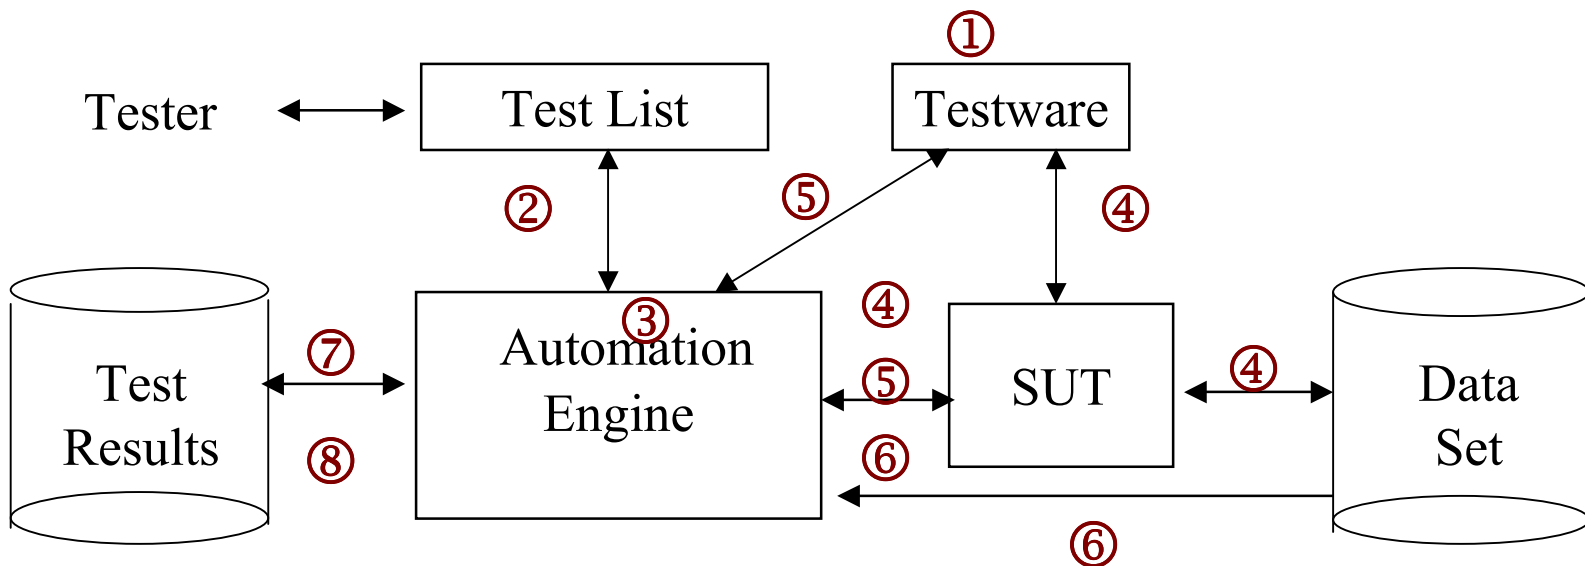 ①
Tester
Test List
Testware
②
⑤
④
③
Automation
Engine
④
⑤
⑥
SUT
④
Data
Set
Test
Results
⑦
⑧
⑥